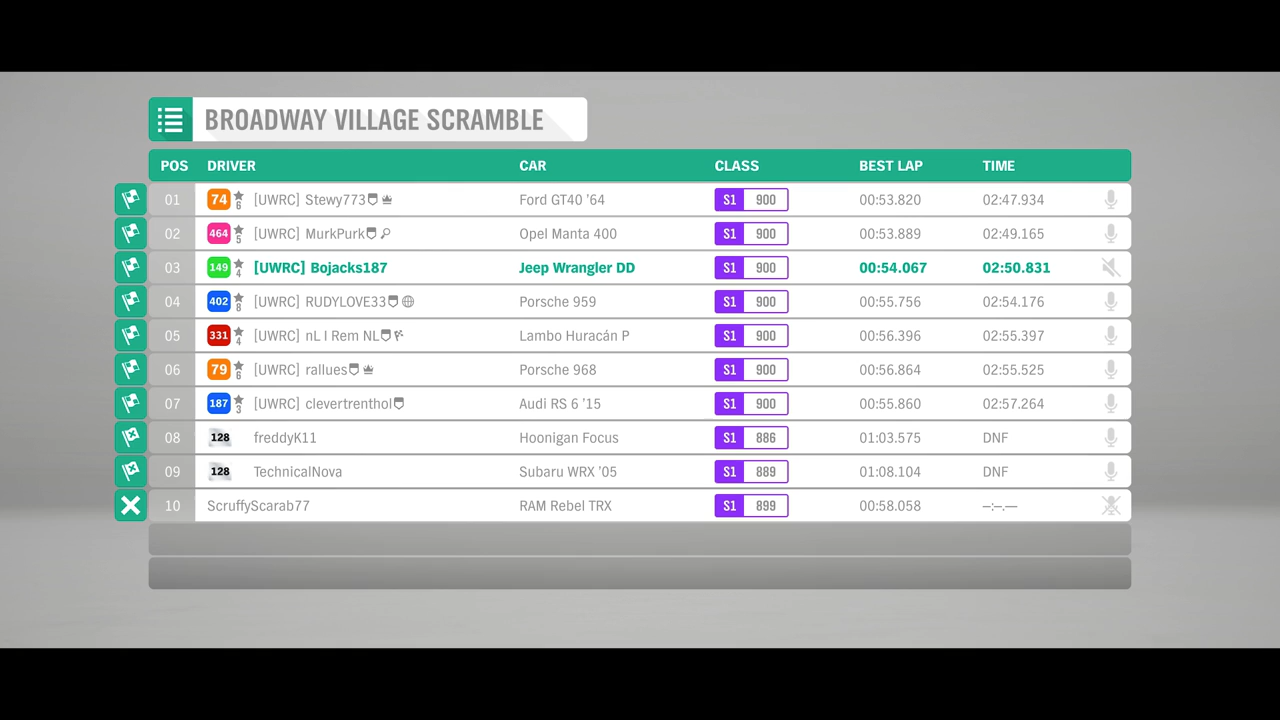 BROADWAY VILLAGE SCRAMBLE
POS DRIVER CAR CLASS BEST LAP TIME
01 74 6 [UWRC] Stewy773 Ford GT40 '64 S1 900 00:53.820 02:47.934
02 464 5 [UWRC] MurkPurk Opel Manta 400 S1 900 00:53.889 02:49.165
03 149 4 [UWRC] Bojacks187 Jeep Wrangler DD S1 900 00:54.067 02:50.831
04 402 8 [UWRC] RUDYLOVE33 Porsche 959 S1 900 00:55.756 02:54.176
05 331 4 [UWRC] nL I Rem NL Lambo Huracán P S1 900 00:56.396 02:55.397
06 79 6 [UWRC] rallues Porsche 968 S1 900 00:56.864 02:55.525
07 187 3 [UWRC] clevertrenthol Audi RS 6 '15 S1 900 00:55.860 02:57.264
08 128 freddyK11 Hoonigan Focus S1 886 01:03.575 DNF
09 128 TechnicalNova Subaru WRX '05 S1 889 01:08.104 DNF
10 ScruffyScarab77 RAM Rebel TRX S1 899 00:58.058 –:–.––